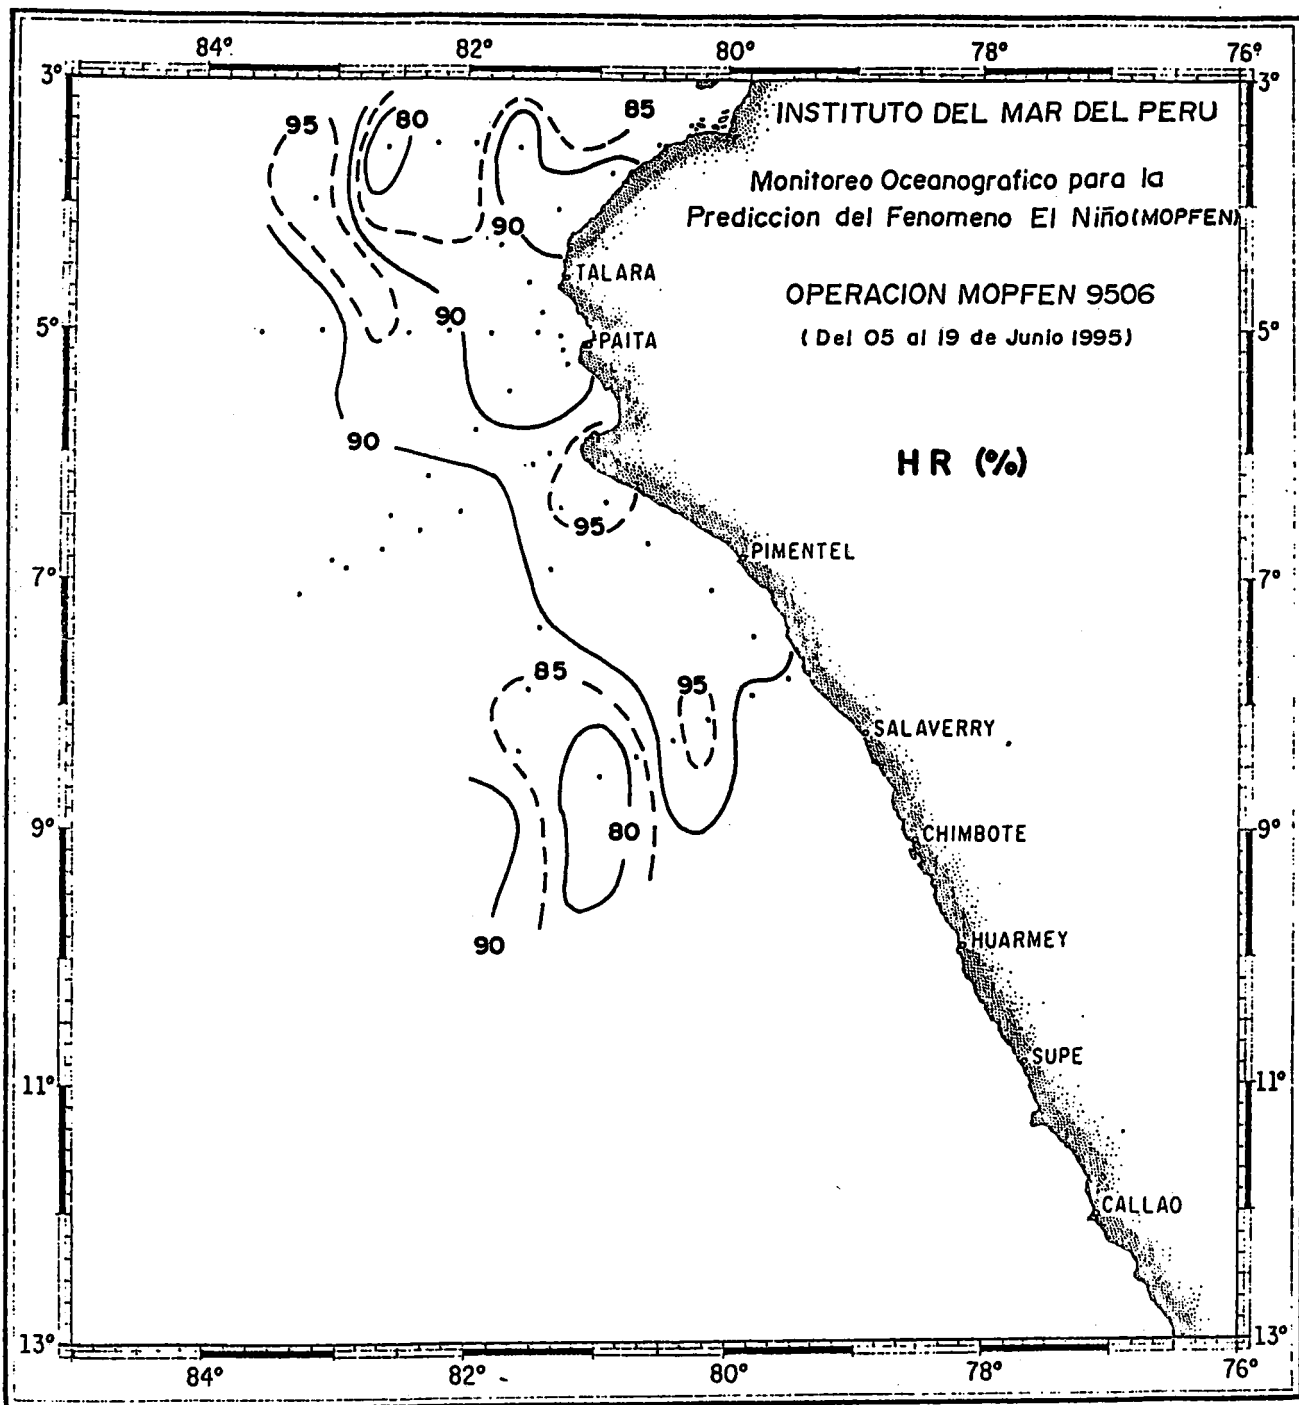 84° 82° 80° 78° 76°
3° 3°
INSTITUTO DEL MAR DEL PERU
95 80 85
Monitoreo Oceanografico para la
Prediccion del Fenomeno El Niño(MOPFEN)
90
TALARA
OPERACION MOPFEN 9506
90
5° PAITA (Del 05 al 19 de Junio 1995) 5°
90
HR (%)
95
PIMENTEL
7° 7°
85
95
SALAVERRY
9° 80 CHIMBOTE 9°
90
HUARMEY
SUPE
11° 11°
CALLAO
13° 13°
84° 82° 80° 78° 76°